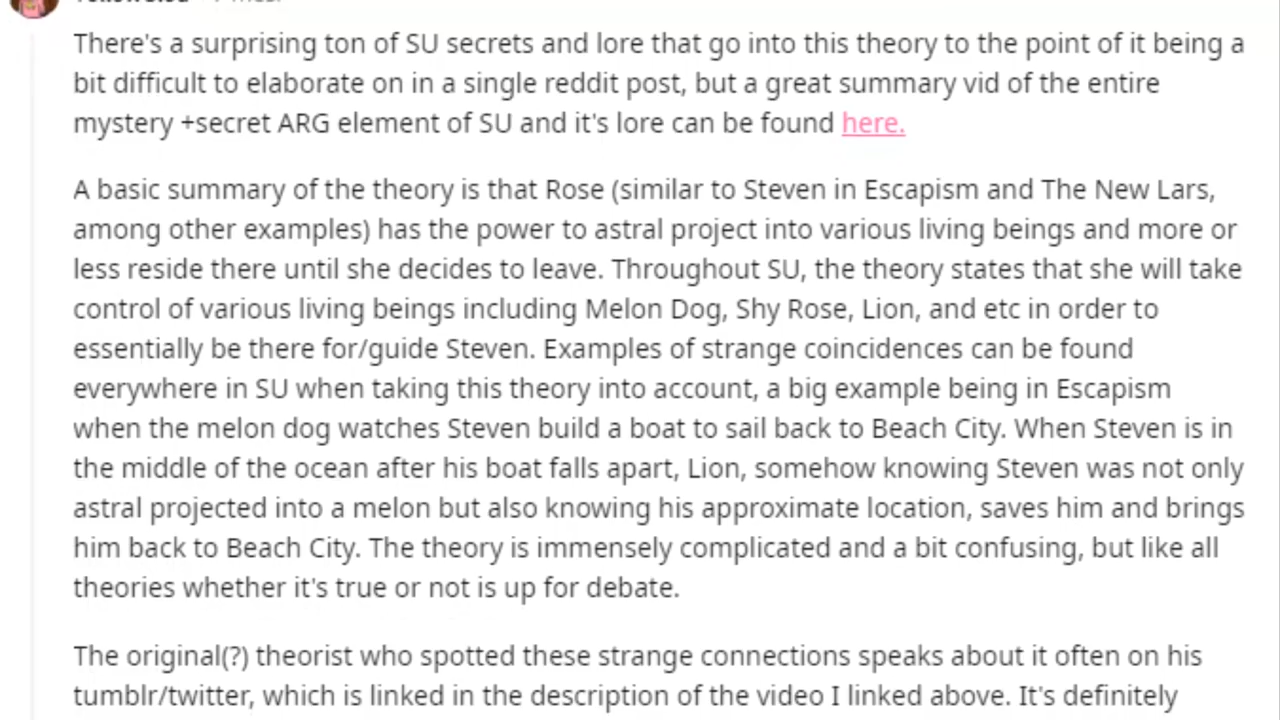 There's a surprising ton of SU secrets and lore that go into this theory to the point of it being a
bit difficult to elaborate on in a single reddit post, but a great summary vid of the entire
mystery +secret ARG element of SU and it's lore can be found here.
A basic summary of the theory is that Rose (similar to Steven in Escapism and The New Lars,
among other examples) has the power to astral project into various living beings and more or
less reside there until she decides to leave. Throughout SU, the theory states that she will take
control of various living beings including Melon Dog, Shy Rose, Lion, and etc in order to
essentially be there for/guide Steven. Examples of strange coincidences can be found
everywhere in SU when taking this theory into account, a big example being in Escapism
when the melon dog watches Steven build a boat to sail back to Beach City. When Steven is in
the middle of the ocean after his boat falls apart, Lion, somehow knowing Steven was not only
astral projected into a melon but also knowing his approximate location, saves him and brings
him back to Beach City. The theory is immensely complicated and a bit confusing, but like all
theories whether it's true or not is up for debate.
The original(?) theorist who spotted these strange connections speaks about it often on his
tumblr/twitter, which is linked in the description of the video I linked above. It's definitely